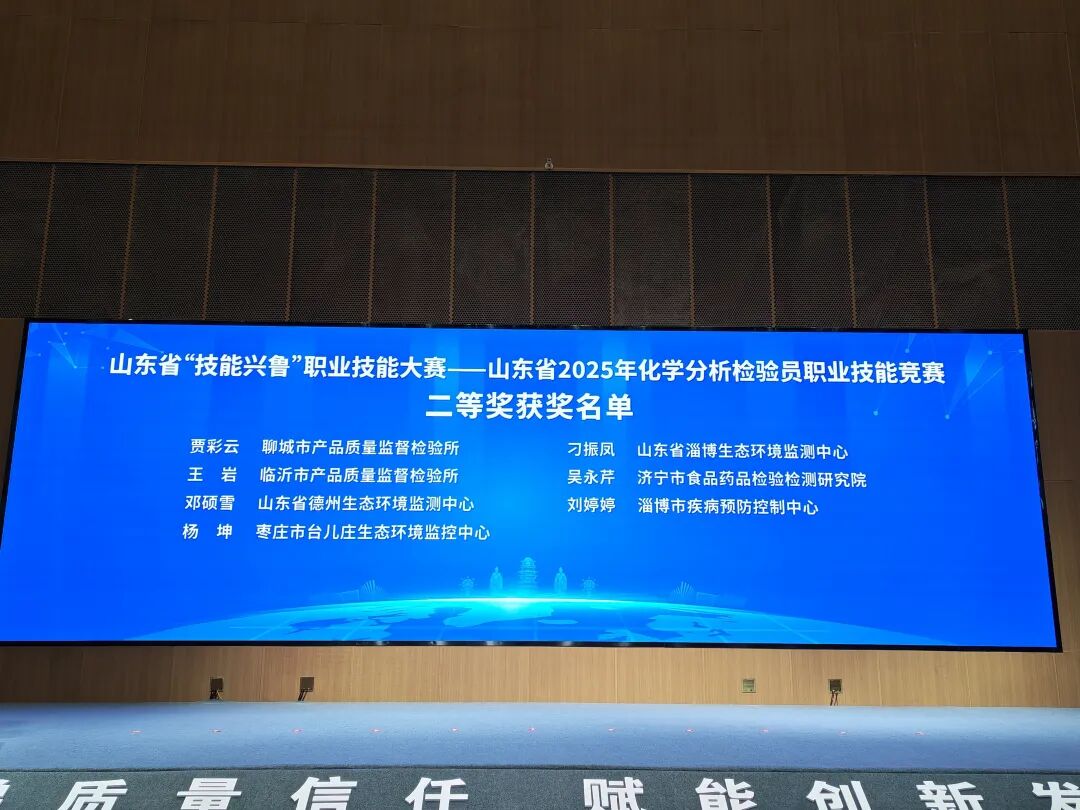 山东省“技能兴鲁”职业技能大赛——山东省2025年化学分析检验员职业技能竞赛
二等奖获奖名单
贾彩云 聊城市产品质量监督检验所
刁振凤 山东省淄博生态环境监测中心
王 岩 临沂市产品质量监督检验所
吴永芹 济宁市食品药品检验检测研究院
邓硕雪 山东省德州生态环境监测中心
刘婷婷 淄博市疾病预防控制中心
杨 坤 枣庄市台儿庄生态环境监控中心
质量信任 赋能创新发